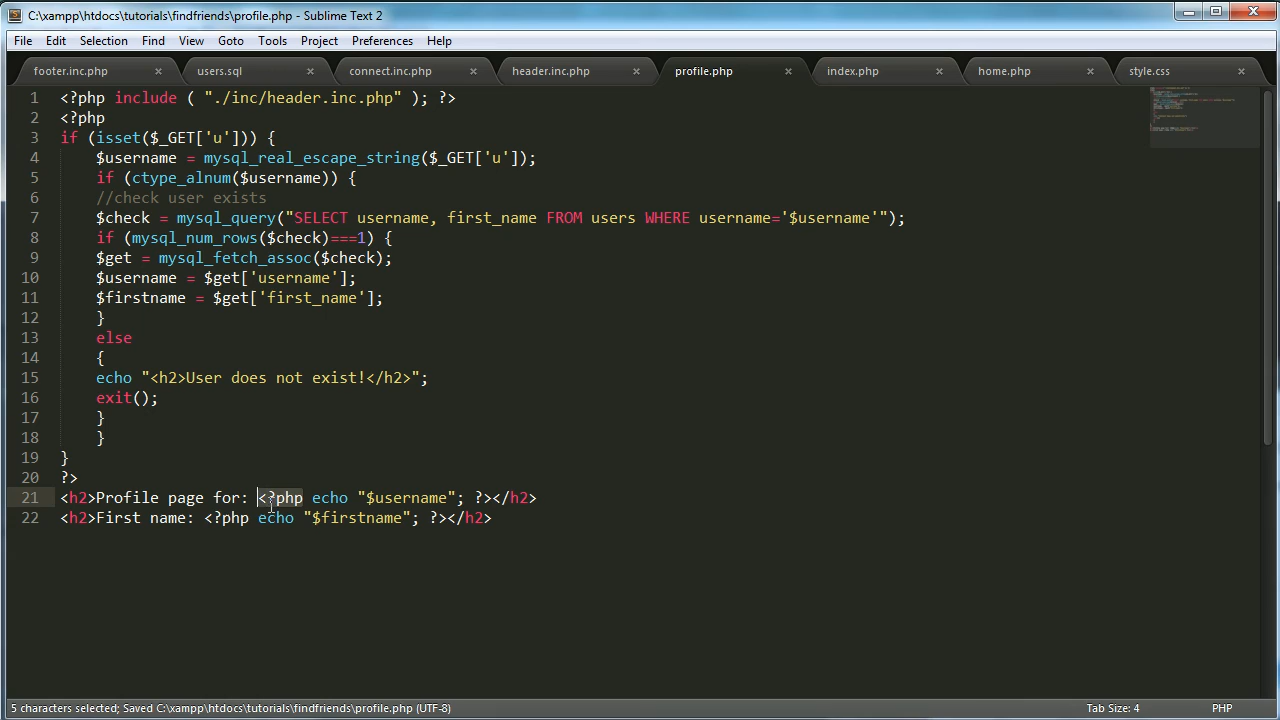 C:\xampp\htdocs\tutorials\findfriends\profile.php - Sublime Text 2
File Edit Selection Find View Goto Tools Project Preferences Help
footer.inc.php users.sql connect.inc.php header.inc.php profile.php index.php home.php style.css
1 <?php include ( "./inc/header.inc.php" ); ?>
2 <?php
3 if (isset($_GET['u'])) {
4 $username = mysql_real_escape_string($_GET['u']);
5 if (ctype_alnum($username)) {
6 //check user exists
7 $check = mysql_query("SELECT username, first_name FROM users WHERE username='$username'");
8 if (mysql_num_rows($check)===1) {
9 $get = mysql_fetch_assoc($check);
10 $username = $get['username'];
11 $firstname = $get['first_name'];
12 }
13 else
14 {
15 echo "<h2>User does not exist!</h2>";
16 exit();
17 }
18 }
19 }
20 ?>
21 <h2>Profile page for: <?php echo "$username"; ?></h2>
22 <h2>First name: <?php echo "$firstname"; ?></h2>
5 characters selected; Saved C:\xampp\htdocs\tutorials\findfriends\profile.php (UTF-8) Tab Size: 4 PHP